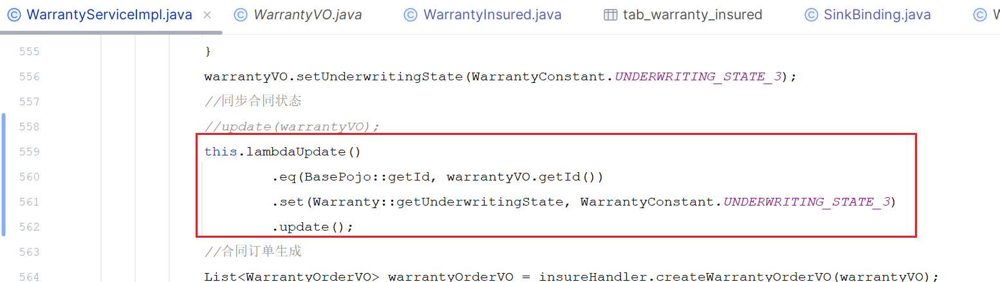 WarrantyServiceImpl.java × WarrantyVO.java WarrantyInsured.java tab_warranty_insured SinkBinding.java
555 }
556 warrantyVO.setUnderwritingState(WarrantyConstant.UNDERWRITING_STATE_3);
557 //同步合同状态
558 //update(warrantyVO);
559 this.lambdaUpdate()
560 .eq(BasePojo::getId, warrantyVO.getId())
561 .set(Warranty::getUnderwritingState, WarrantyConstant.UNDERWRITING_STATE_3)
562 .update();
563 //合同订单生成
564 List<WarrantyOrderVO> warrantyOrderVO = insureHandler.createWarrantyOrderVO(warrantyVO);